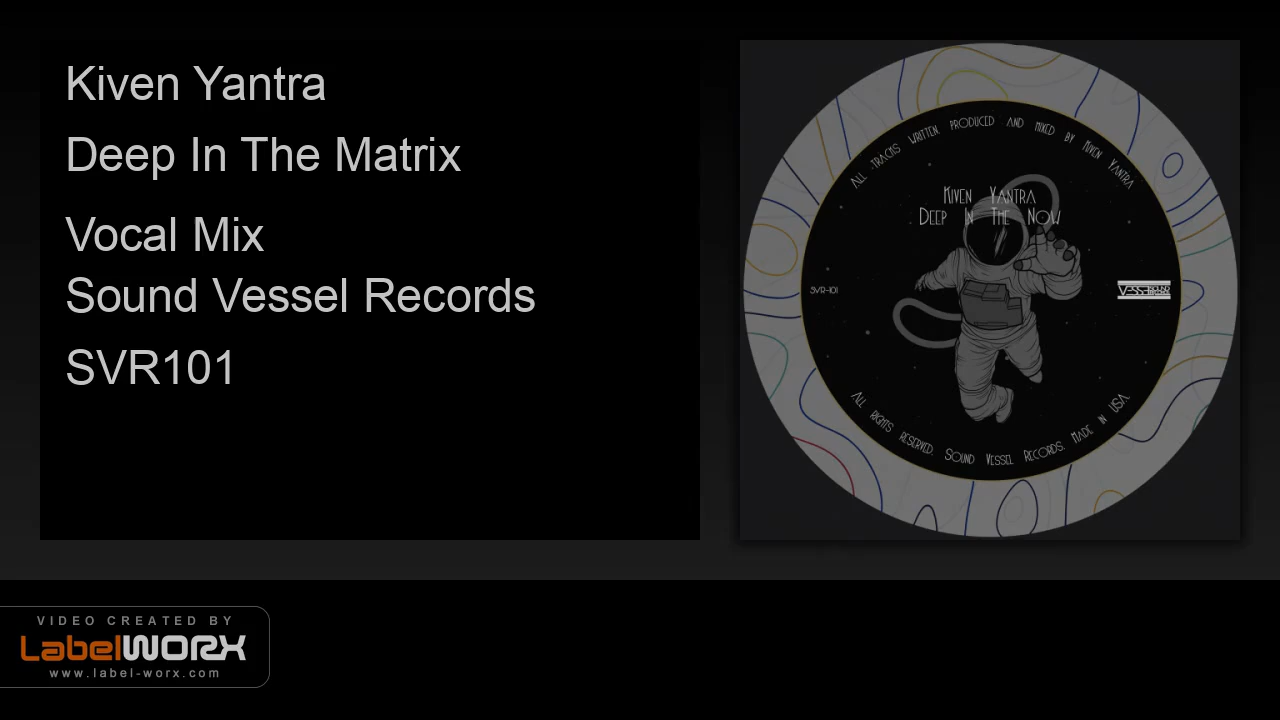 Kiven Yantra
Deep In The Matrix
Vocal Mix
Sound Vessel Records
SVR101
All tracks written, produced and mixed by Kiven Yantra
Kiven Yantra
Deep In The Now
SVR-101
Vessel
All rights reserved. Sound Vessel Records. Made in USA.
VIDEO CREATED BY
LabelWORX
www.label-worx.com